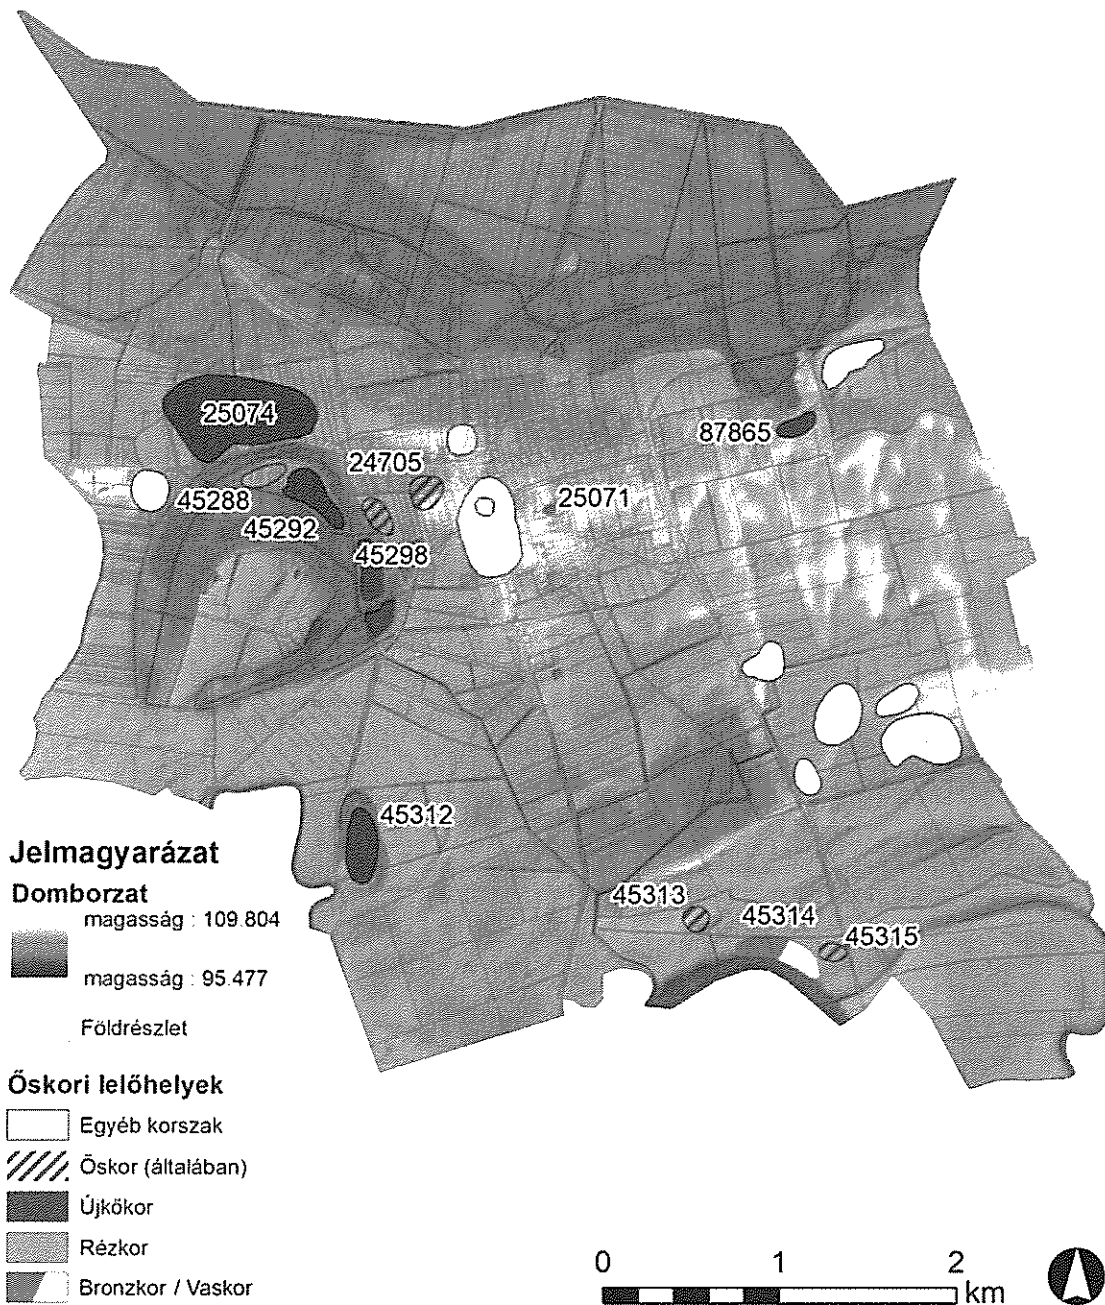 25074
87865
24705
25071
45288
45292
45298
45312
45313
45314
45315
Jelmagyarázat
Domborzat
magasság : 109.804
magasság : 95.477
Földrészlet
Őskori lelőhelyek
Egyéb korszak
Őskor (általában)
Újkőkor
Rézkor
Bronzkor / Vaskor
0 1 2
km